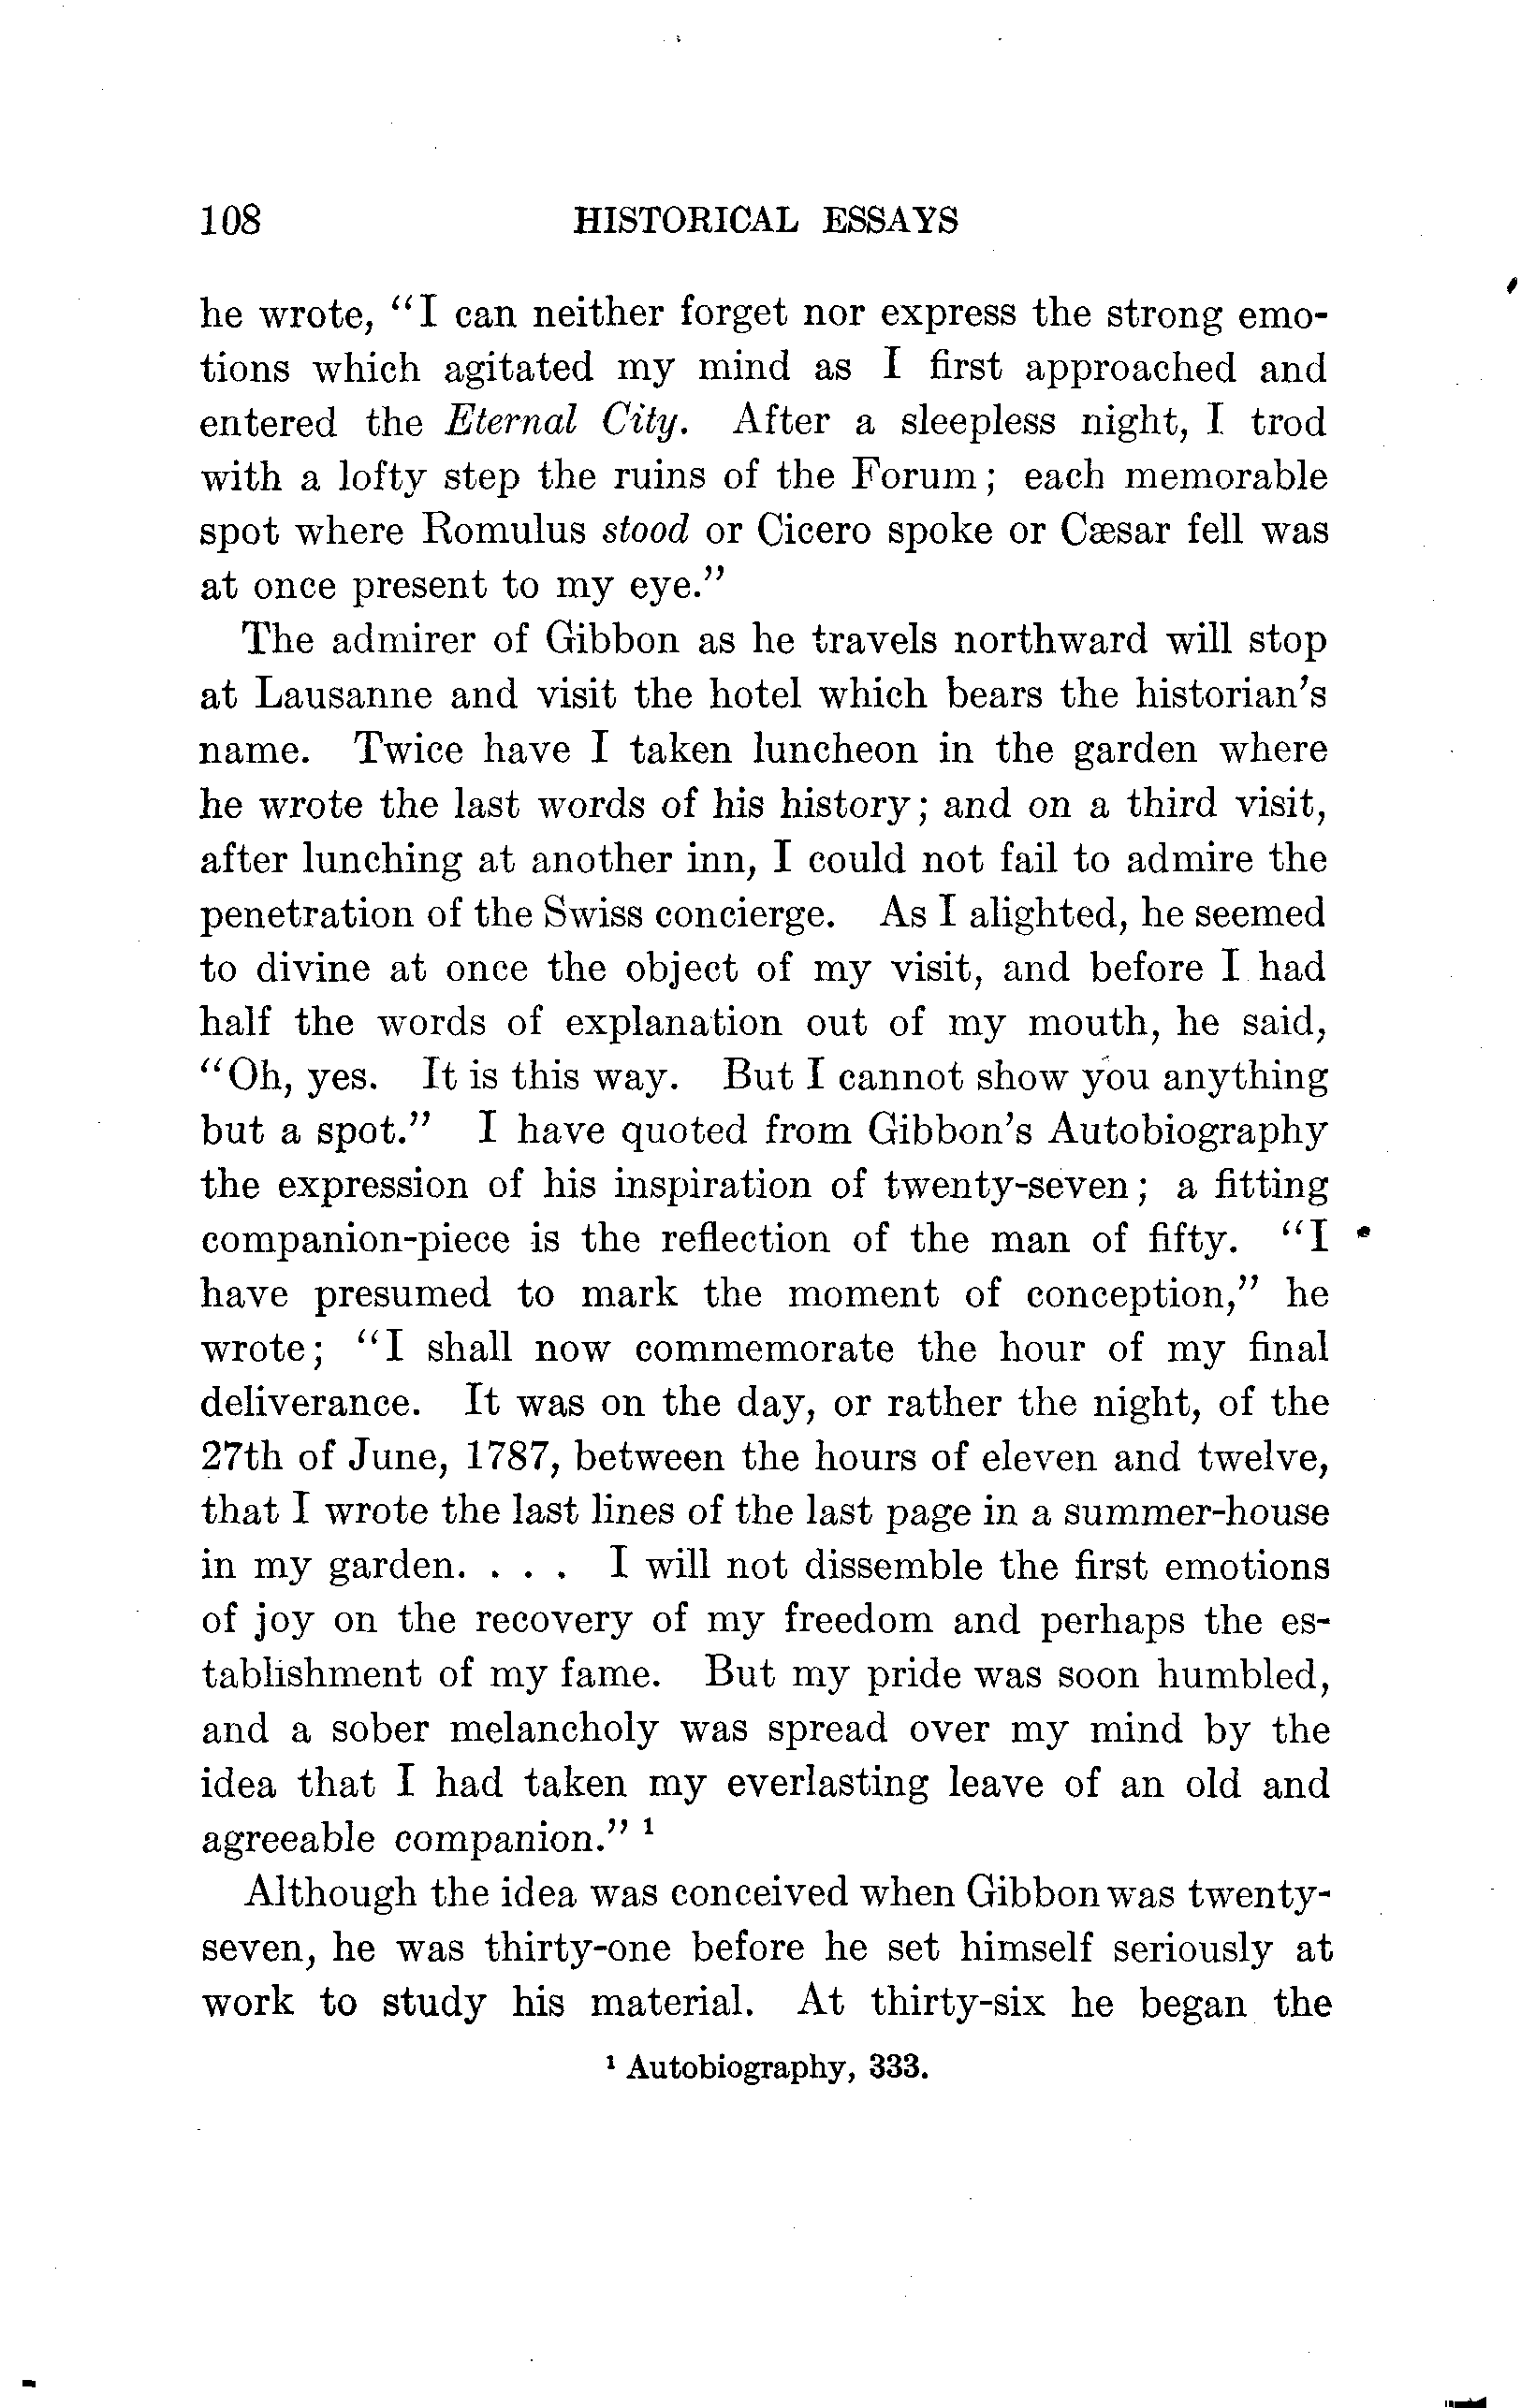 108 HISTORICAL ESSAYS
he wrote, "I can neither forget nor express the strong emo-
tions which agitated my mind as I first approached and
entered the Eternal City. After a sleepless night, I trod
with a lofty step the ruins of the Forum; each memorable
spot where Romulus stood or Cicero spoke or Cæsar fell was
at once present to my eye."
The admirer of Gibbon as he travels northward will stop
at Lausanne and visit the hotel which bears the historian's
name. Twice have I taken luncheon in the garden where
he wrote the last words of his history; and on a third visit,
after lunching at another inn, I could not fail to admire the
penetration of the Swiss concierge. As I alighted, he seemed
to divine at once the object of my visit, and before I had
half the words of explanation out of my mouth, he said,
"Oh, yes. It is this way. But I cannot show you anything
but a spot." I have quoted from Gibbon's Autobiography
the expression of his inspiration of twenty-seven; a fitting
companion-piece is the reflection of the man of fifty. "I
have presumed to mark the moment of conception," he
wrote; "I shall now commemorate the hour of my final
deliverance. It was on the day, or rather the night, of the
27th of June, 1787, between the hours of eleven and twelve,
that I wrote the last lines of the last page in a summer-house
in my garden. . . . I will not dissemble the first emotions
of joy on the recovery of my freedom and perhaps the es-
tablishment of my fame. But my pride was soon humbled,
and a sober melancholy was spread over my mind by the
idea that I had taken my everlasting leave of an old and
agreeable companion." ¹
Although the idea was conceived when Gibbon was twenty-
seven, he was thirty-one before he set himself seriously at
work to study his material. At thirty-six he began the
¹ Autobiography, 333.